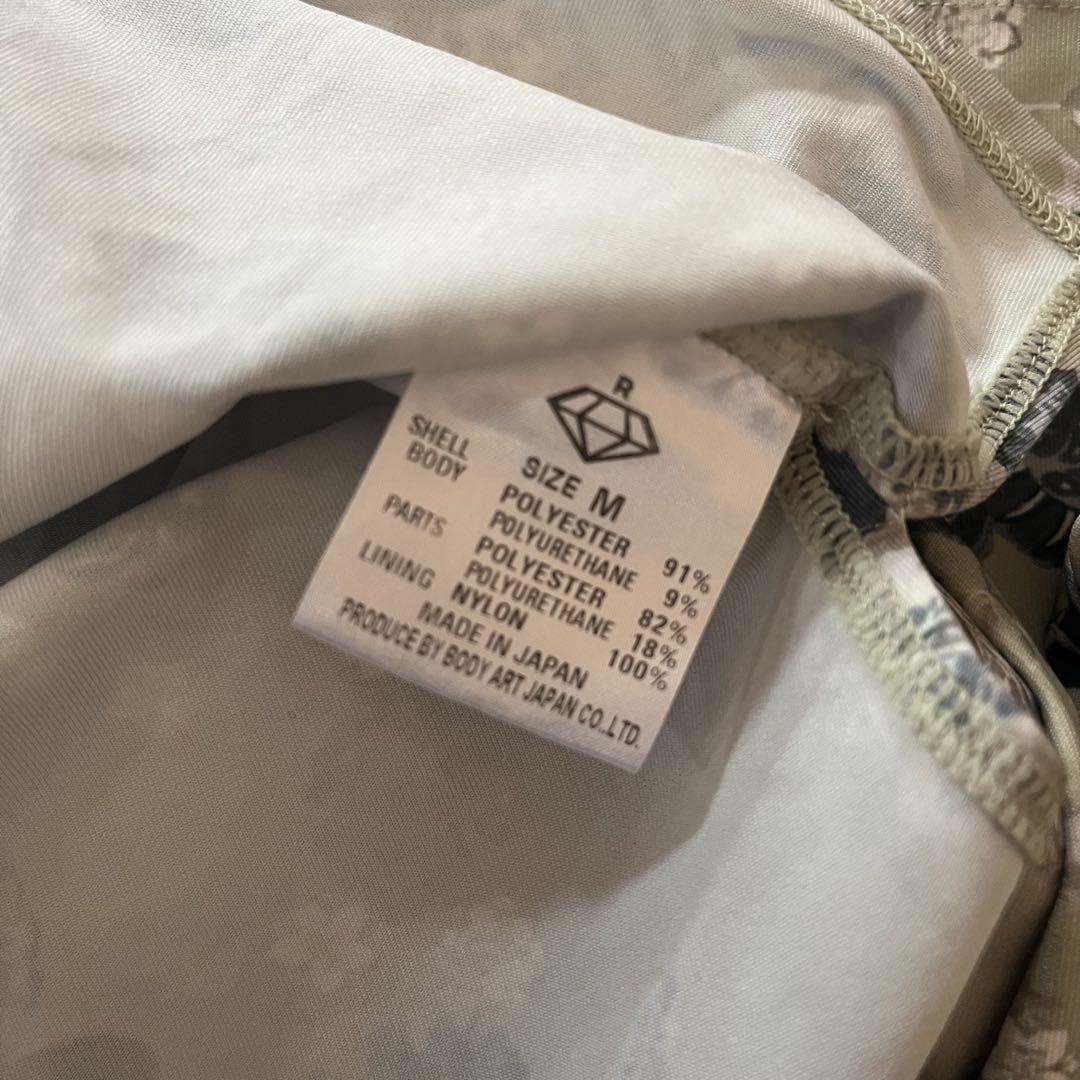 R
SIZE M
SHELL
BODY POLYESTER 91%
POLYURETHANE 9%
PARTS POLYESTER 82%
POLYURETHANE 18%
LINING NYLON 100%
MADE IN JAPAN
PRODUCE BY BODY ART JAPAN CO.,LTD.